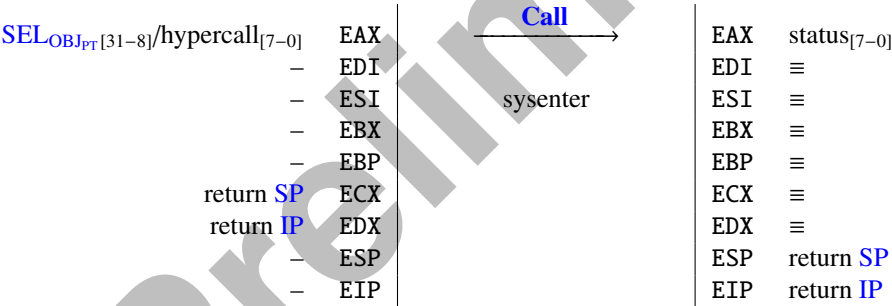 Call
SEL_OBJ_PT[31–8]/hypercall[7–0] EAX EAX status[7–0]
– EDI EDI ≡
– ESI sysenter ESI ≡
– EBX EBX ≡
– EBP EBP ≡
return SP ECX ECX ≡
return IP EDX EDX ≡
– ESP ESP return SP
– EIP EIP return IP
Prelim